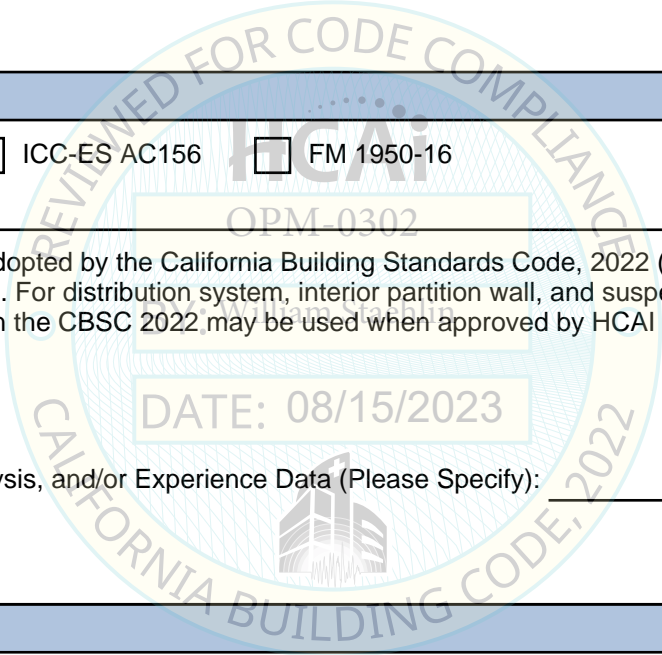 REVIEWED FOR CODE COMPLIANCE
HCAi
ICC-ES AC156 FM 1950-16
OPM-0302
dopted by the California Building Standards Code, 2022 (
. For distribution system, interior partition wall, and suspe
n the CBSC 2022 may be used when approved by HCAI
BY: William Staehlin
DATE: 08/15/2023
ysis, and/or Experience Data (Please Specify):
CALIFORNIA BUILDING CODE, 2022